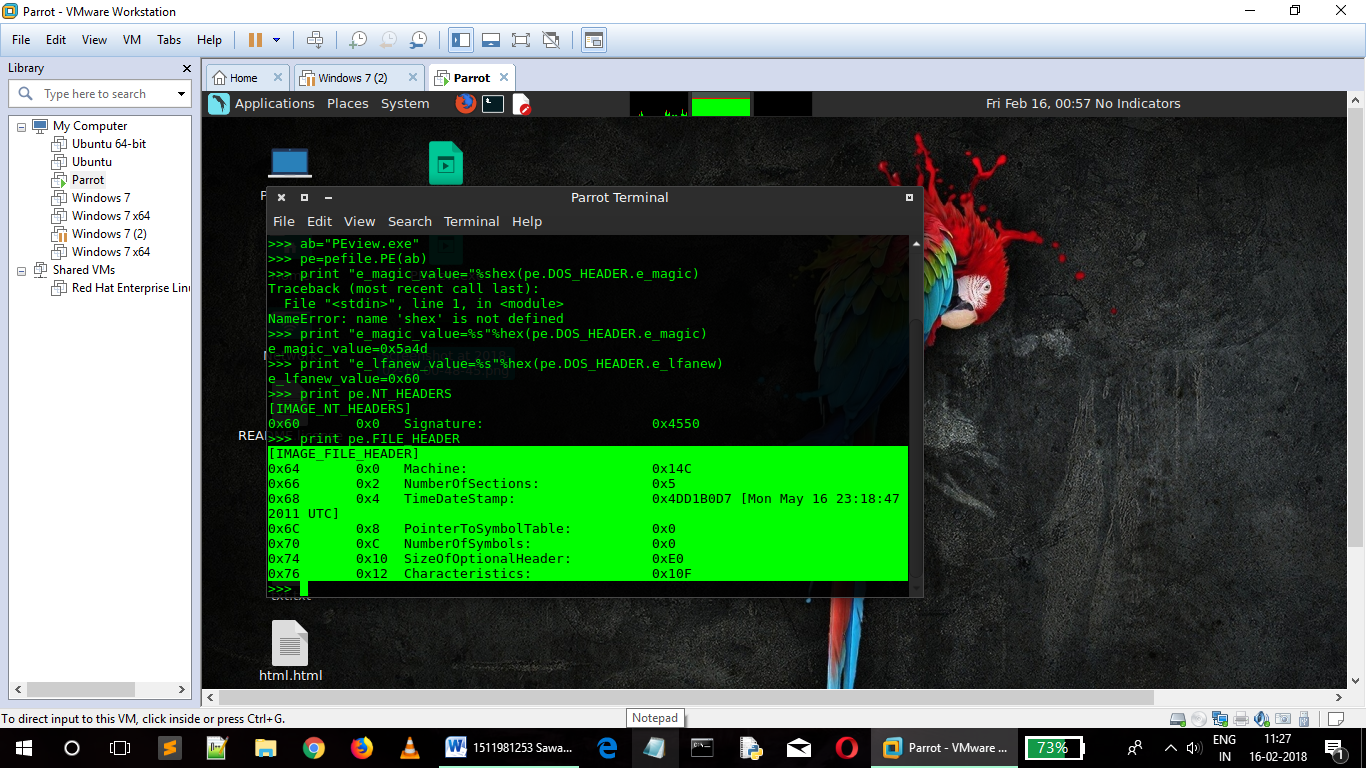 Parrot - VMware Workstation
File Edit View VM Tabs Help
Library
Type here to search
My Computer
Ubuntu 64-bit
Ubuntu
Parrot
Windows 7
Windows 7 x64
Windows 7 (2)
Windows 7 x64
Shared VMs
Red Hat Enterprise Linu
Home
Windows 7 (2)
Parrot
Applications Places System
Fri Feb 16, 00:57 No Indicators
Parrot Terminal
File Edit View Search Terminal Help
>>> ab="PEview.exe"
>>> pe=pefile.PE(ab)
>>> print "e_magic_value="%shex(pe.DOS_HEADER.e_magic)
Traceback (most recent call last):
  File "<stdin>", line 1, in <module>
NameError: name 'shex' is not defined
>>> print "e_magic_value=%s"%hex(pe.DOS_HEADER.e_magic)
e_magic_value=0x5a4d
>>> print "e_lfanew_value=%s"%hex(pe.DOS_HEADER.e_lfanew)
e_lfanew_value=0x60
>>> print pe.NT_HEADERS
[IMAGE_NT_HEADERS]
0x60 0x0 Signature: 0x4550
>>> print pe.FILE_HEADER
[IMAGE_FILE_HEADER]
0x64 0x0 Machine: 0x14C
0x66 0x2 NumberOfSections: 0x5
0x68 0x4 TimeDateStamp: 0x4DD1B0D7 [Mon May 16 23:18:47
2011 UTC]
0x6C 0x8 PointerToSymbolTable: 0x0
0x70 0xC NumberOfSymbols: 0x0
0x74 0x10 SizeOfOptionalHeader: 0xE0
0x76 0x12 Characteristics: 0x10F
>>>
html.html
To direct input to this VM, click inside or press Ctrl+G.
Notepad
1511981253 Sawa...
Parrot - VMware ...
73%
ENG
IN
11:27
16-02-2018
1